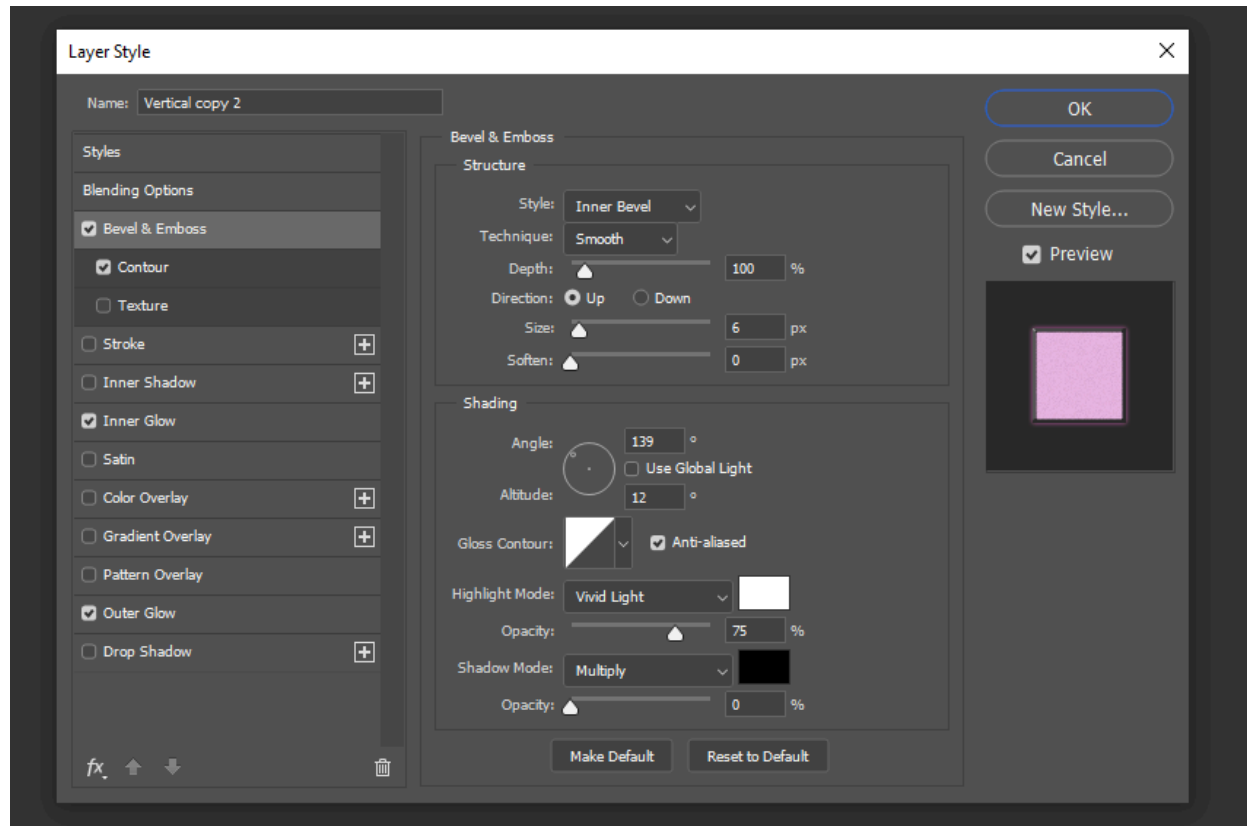 Layer Style
Name: Vertical copy 2
Styles
Blending Options
Bevel & Emboss
Contour
Texture
Stroke
Inner Shadow
Inner Glow
Satin
Color Overlay
Gradient Overlay
Pattern Overlay
Outer Glow
Drop Shadow
fx
Bevel & Emboss
Structure
Style: Inner Bevel
Technique: Smooth
Depth: 100 %
Direction: Up Down
Size: 6 px
Soften: 0 px
Shading
Angle: 139 °
Use Global Light
Altitude: 12 °
Gloss Contour: Anti-aliased
Highlight Mode: Vivid Light
Opacity: 75 %
Shadow Mode: Multiply
Opacity: 0 %
Make Default Reset to Default
OK
Cancel
New Style...
Preview